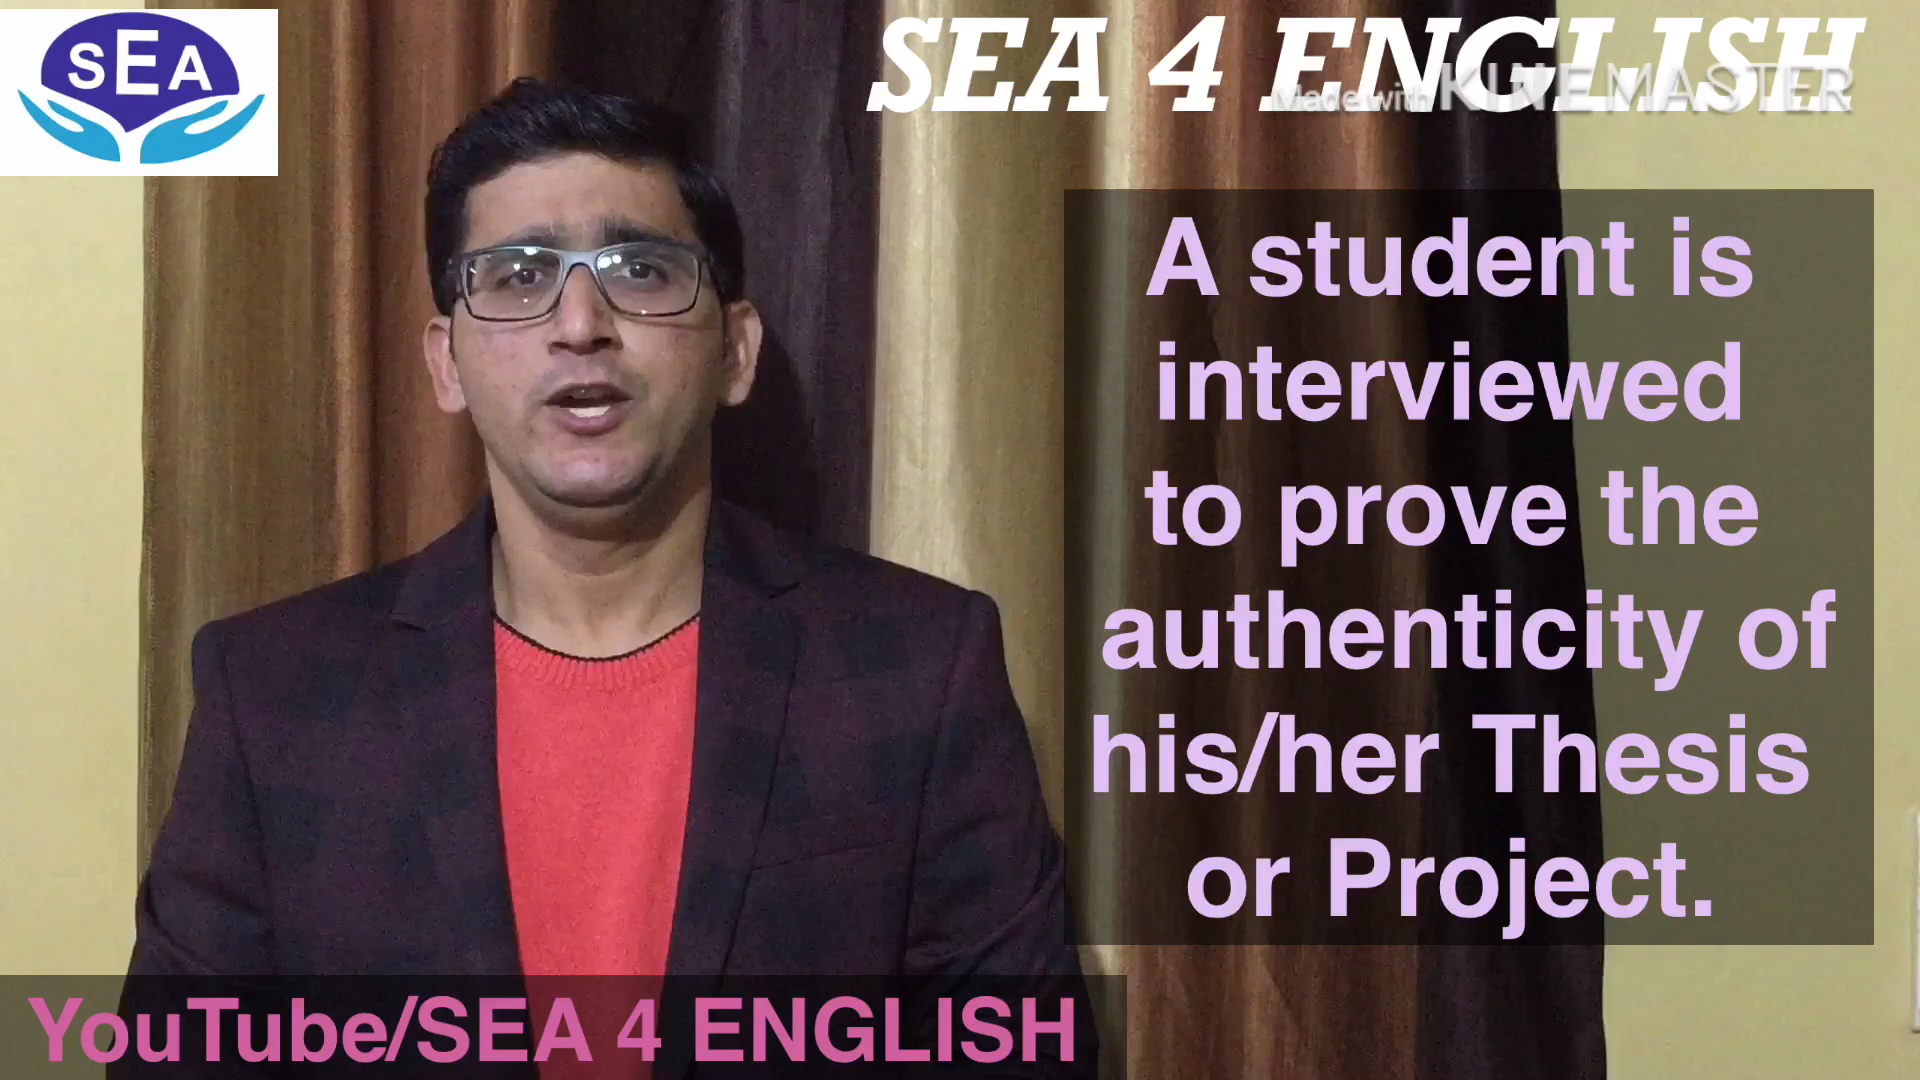 SEA
SEA 4 ENGLISH
Made with KINEMASTER
A student is
interviewed
to prove the
authenticity of
his/her Thesis
or Project.
YouTube/SEA 4 ENGLISH